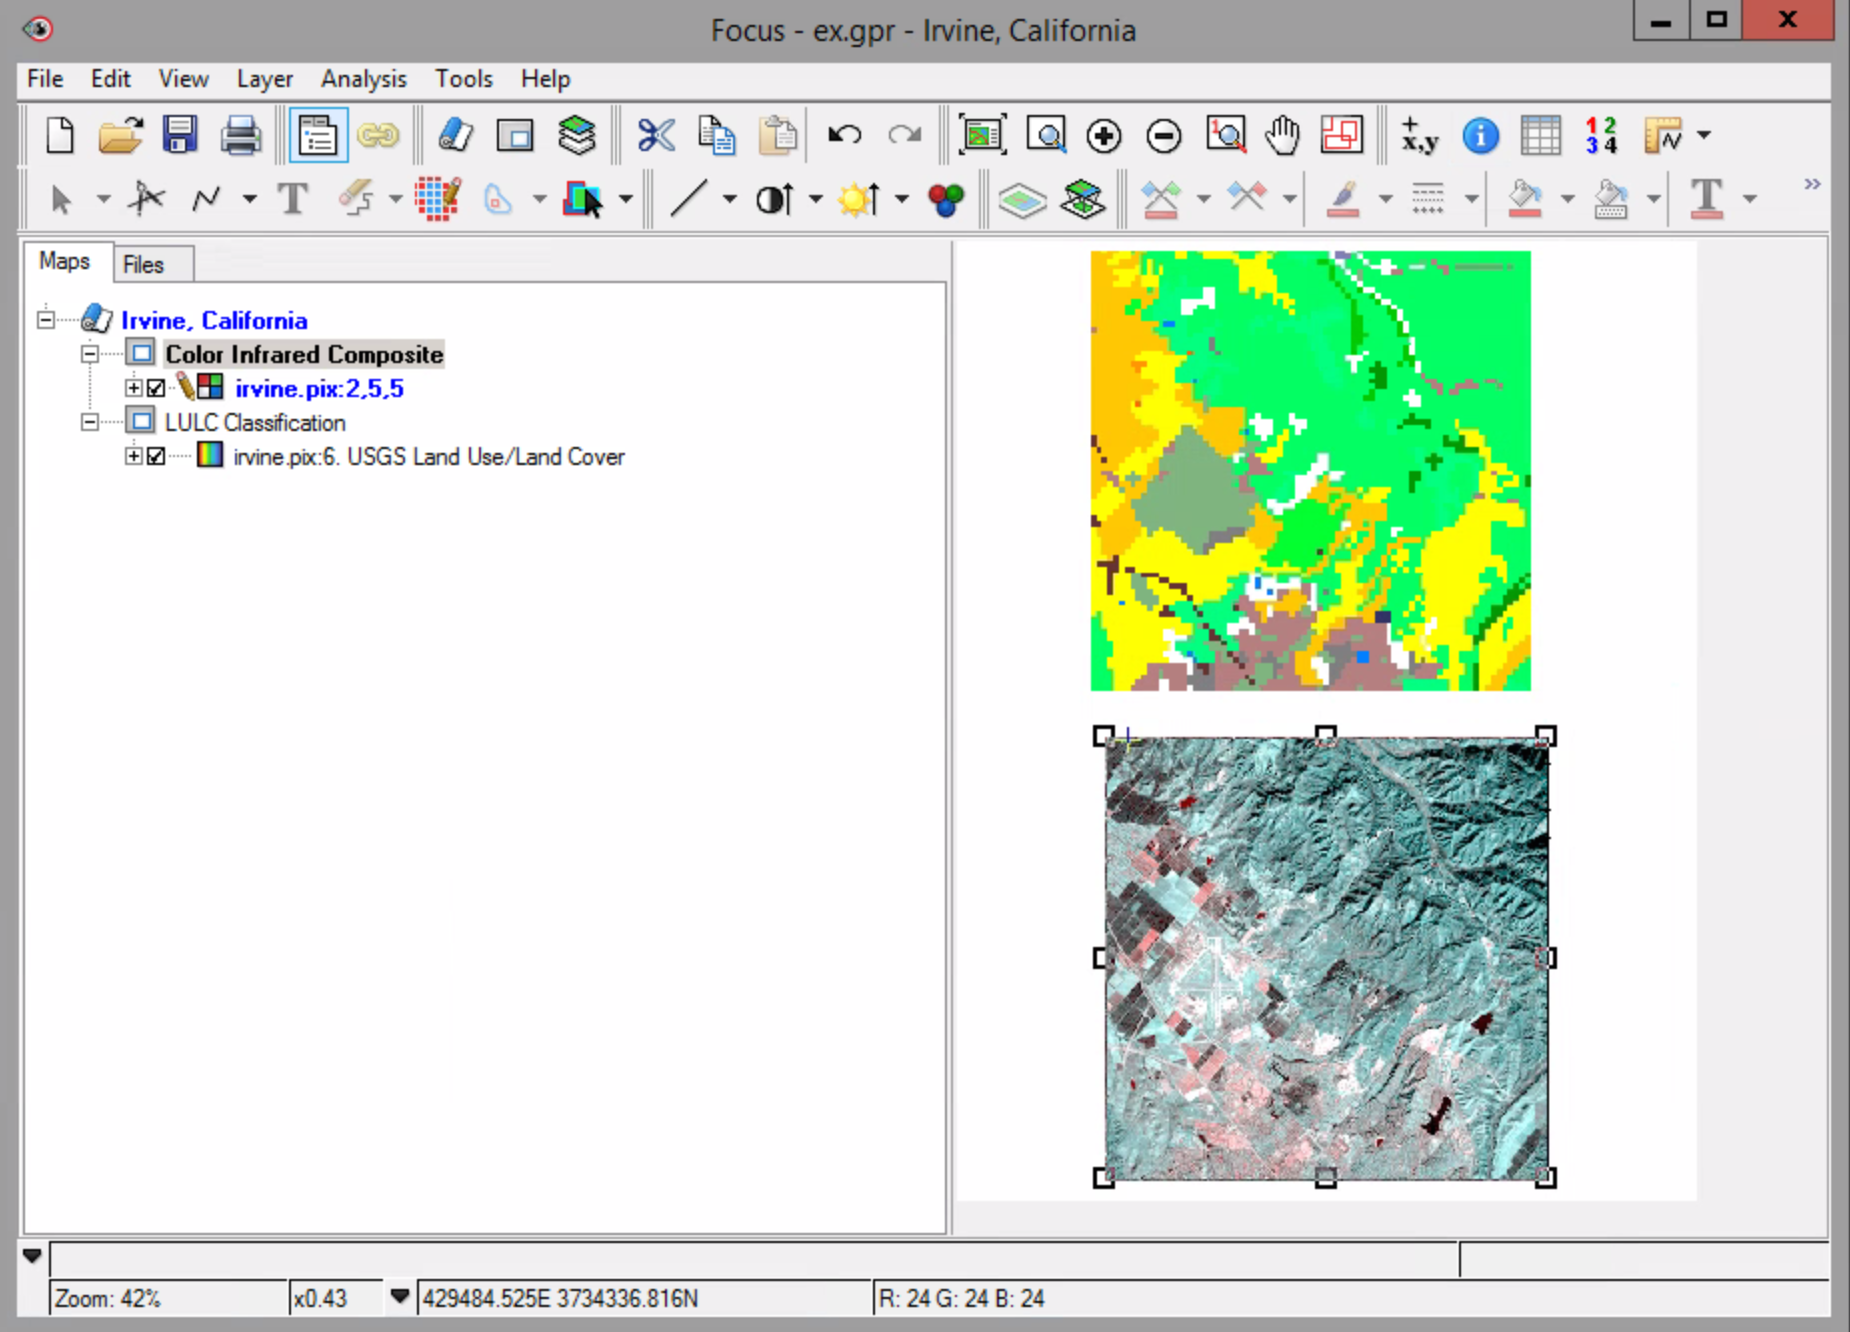 Focus - ex.gpr - Irvine, California
File Edit View Layer Analysis Tools Help
1 +x,y i 1 2 3 4
T T
Maps Files
Irvine, California
Color Infrared Composite
irvine.pix:2,5,5
LULC Classification
irvine.pix:6. USGS Land Use/Land Cover
Zoom: 42% x0.43 429484.525E 3734336.816N R: 24 G: 24 B: 24